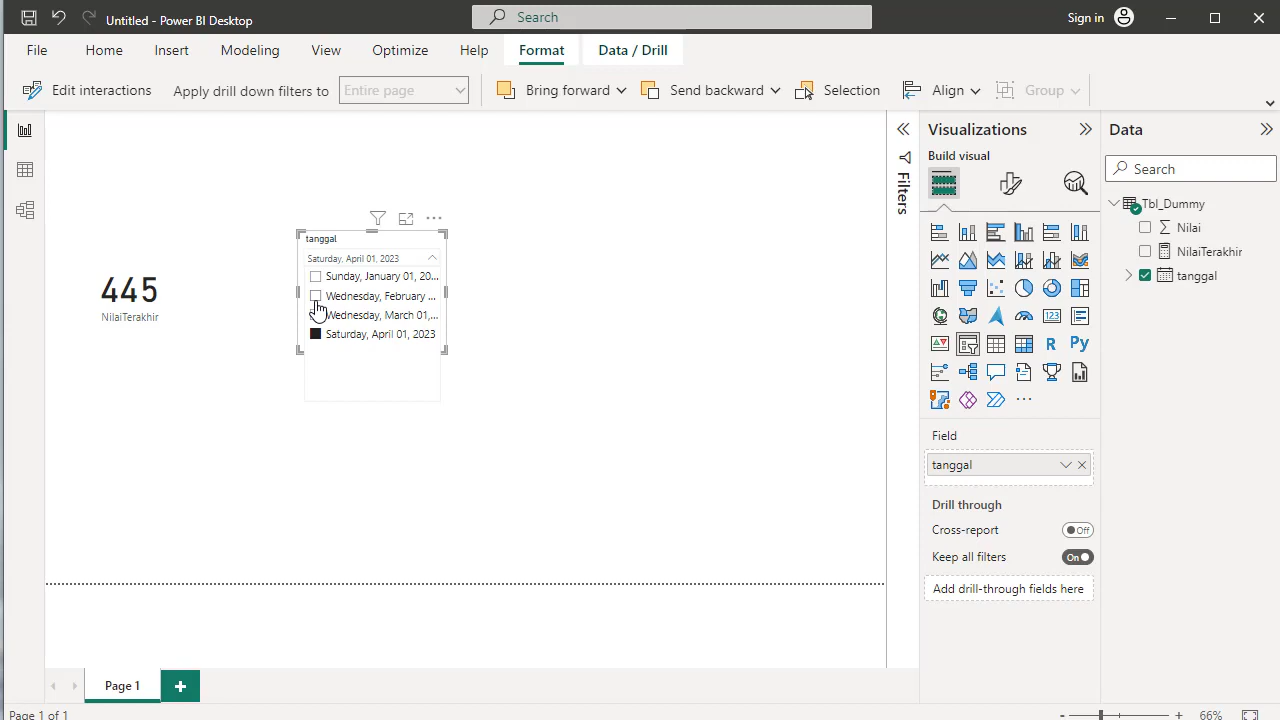 Untitled - Power BI Desktop
Search
Sign in
File
Home
Insert
Modeling
View
Optimize
Help
Format
Data / Drill
Edit interactions
Apply drill down filters to
Entire page
Bring forward
Send backward
Selection
Align
Group
445
NilaiTerakhir
tanggal
Saturday, April 01, 2023
Sunday, January 01, 20...
Wednesday, February ...
Wednesday, March 01,...
Saturday, April 01, 2023
Filters
Visualizations
Build visual
123
R
Py
Field
tanggal
Drill through
Cross-report
Off
Keep all filters
On
Add drill-through fields here
Data
Search
Tbl_Dummy
Nilai
NilaiTerakhir
tanggal
Page 1
Page 1 of 1
66%